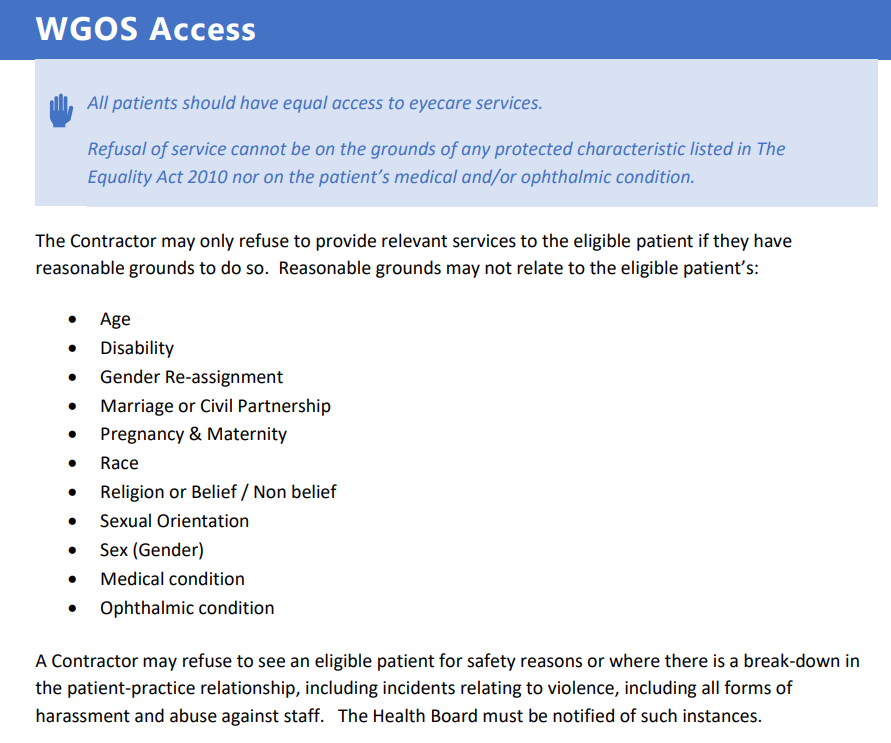 WGOS Access
All patients should have equal access to eyecare services.
Refusal of service cannot be on the grounds of any protected characteristic listed in The
Equality Act 2010 nor on the patient’s medical and/or ophthalmic condition.
The Contractor may only refuse to provide relevant services to the eligible patient if they have
reasonable grounds to do so.  Reasonable grounds may not relate to the eligible patient’s:
• Age
• Disability
• Gender Re-assignment
• Marriage or Civil Partnership
• Pregnancy & Maternity
• Race
• Religion or Belief / Non belief
• Sexual Orientation
• Sex (Gender)
• Medical condition
• Ophthalmic condition
A Contractor may refuse to see an eligible patient for safety reasons or where there is a break-down in
the patient-practice relationship, including incidents relating to violence, including all forms of
harassment and abuse against staff.   The Health Board must be notified of such instances.